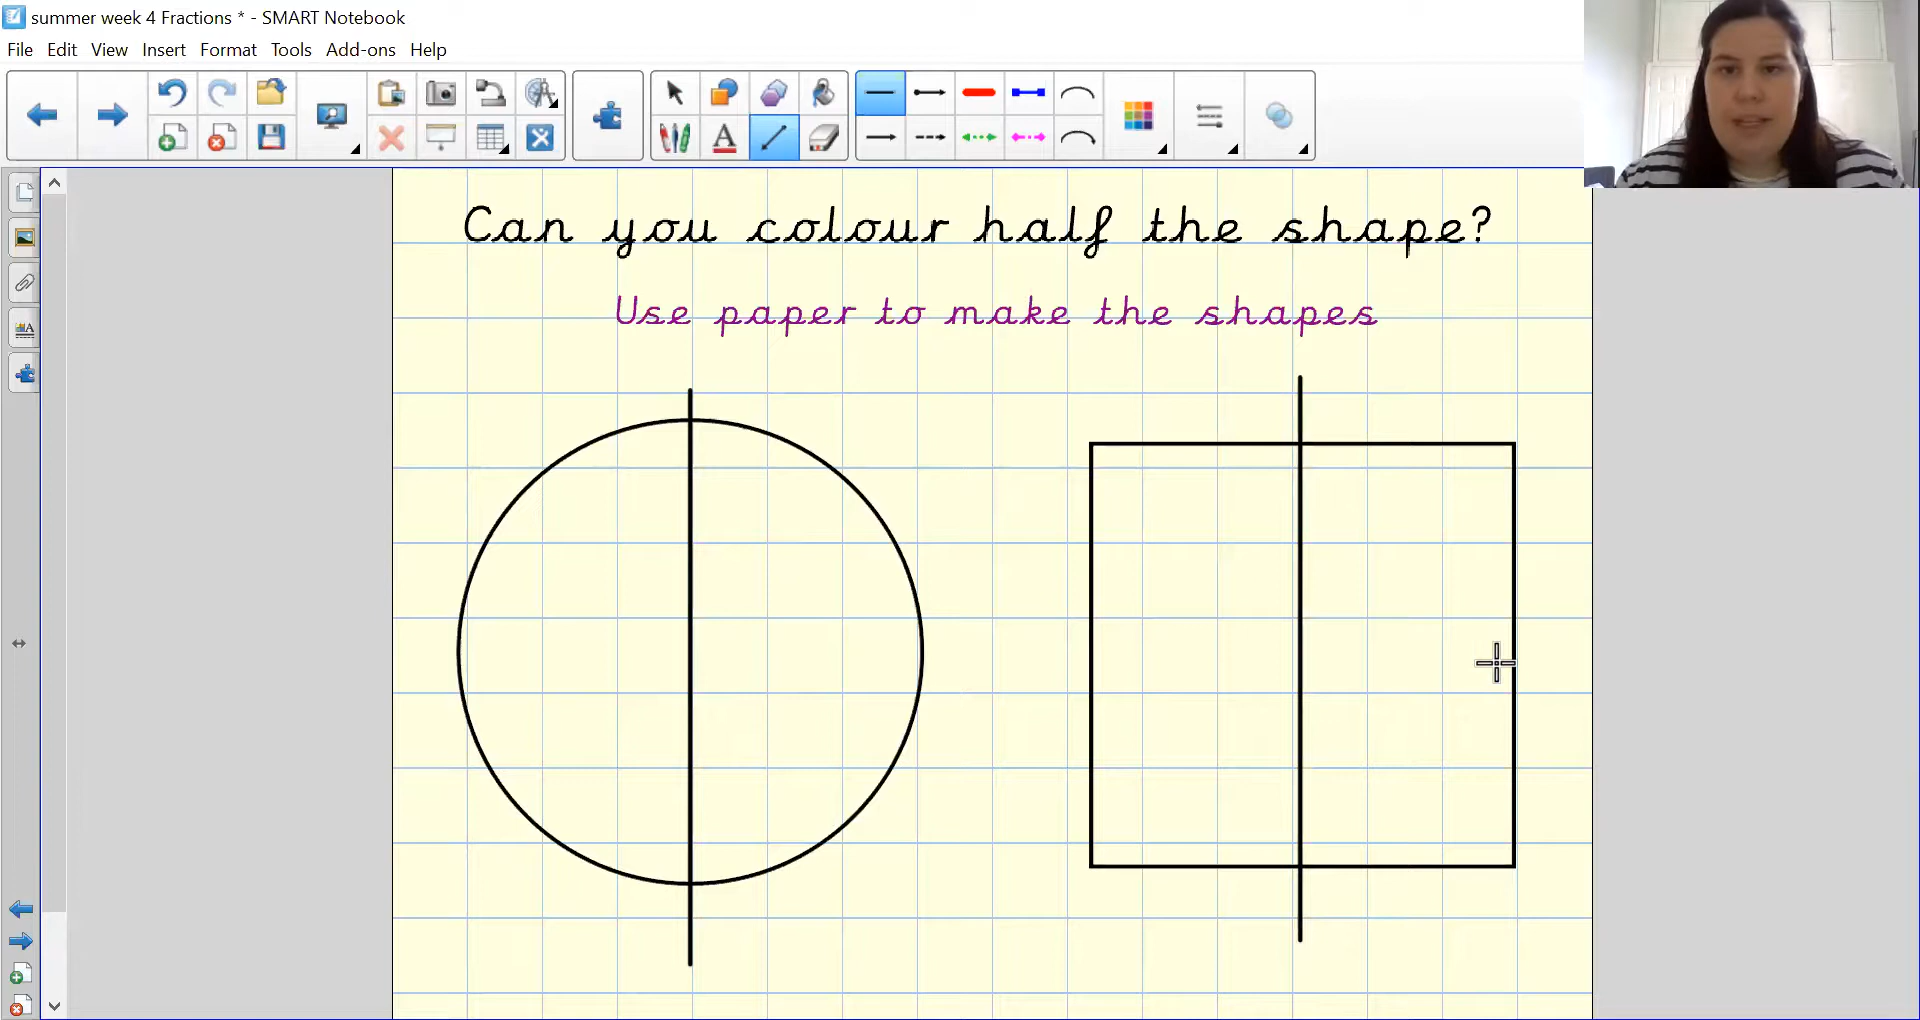 summer week 4 Fractions * - SMART Notebook
File Edit View Insert Format Tools Add-ons Help
Can you colour half the shape?
Use paper to make the shapes